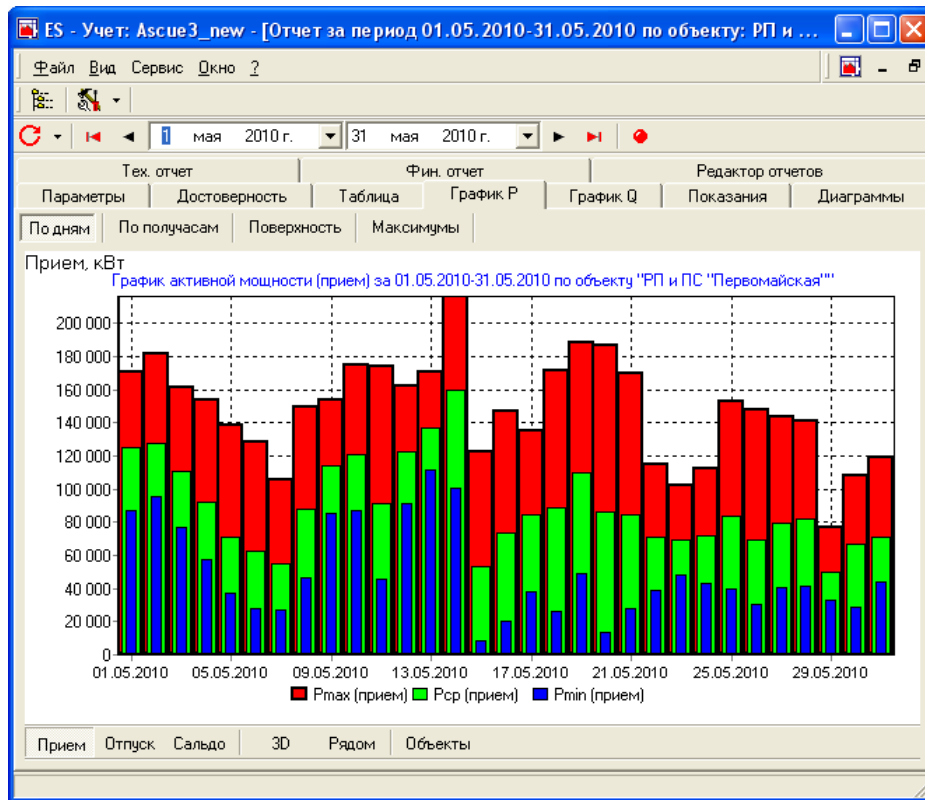 ES - Учет: Ascue3_new - [Отчет за период 01.05.2010-31.05.2010 по объекту: РП и ...
Файл Вид Сервис Окно ?
1 мая 2010 г. 31 мая 2010 г.
Тех. отчет Фин. отчет Редактор отчетов
Параметры Достоверность Таблица График P График Q Показания Диаграммы
По дням По получасам Поверхность Максимумы
Прием, кВт
График активной мощности (прием) за 01.05.2010-31.05.2010 по объекту "РП и ПС "Первомайская""
200 000
180 000
160 000
140 000
120 000
100 000
80 000
60 000
40 000
20 000
0
01.05.2010 05.05.2010 09.05.2010 13.05.2010 17.05.2010 21.05.2010 25.05.2010 29.05.2010
Pmax (прием) Pср (прием) Pmin (прием)
Прием Отпуск Сальдо 3D Рядом Объекты